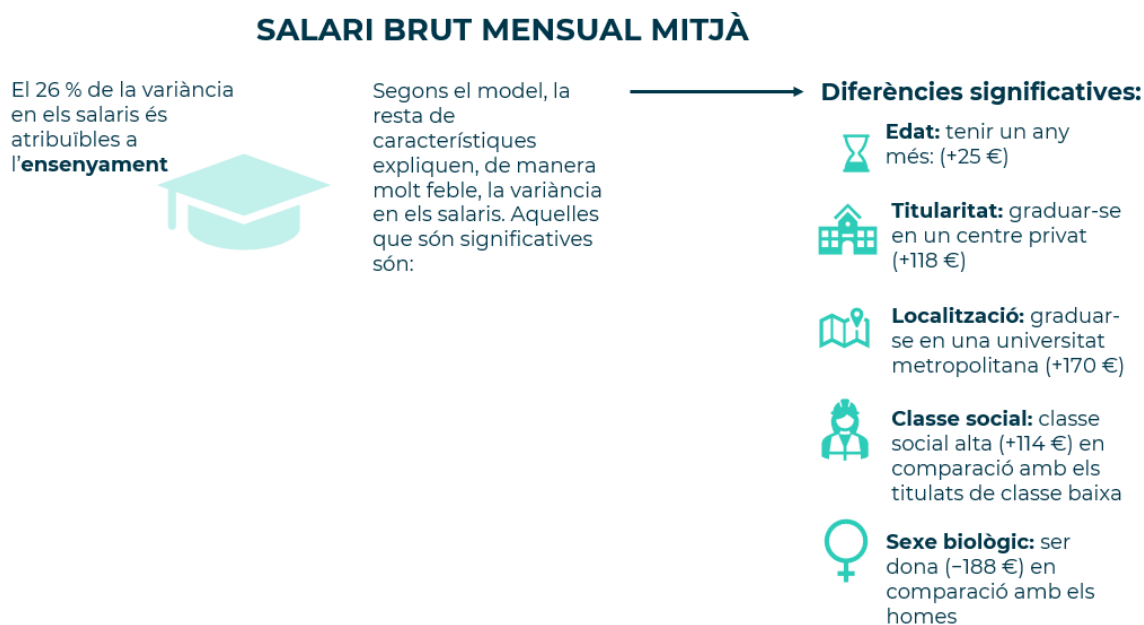 SALARI BRUT MENSUAL MITJÀ
El 26 % de la variància
en els salaris és
atribuïbles a
l'ensenyament
Segons el model, la
resta de
característiques
expliquen, de manera
molt feble, la variància
en els salaris. Aquelles
que són significatives
són:
Diferències significatives:
Edat: tenir un any
més: (+25 €)
Titularitat: graduar-se
en un centre privat
(+118 €)
Localització: graduar-
se en una universitat
metropolitana (+170 €)
Classe social: classe
social alta (+114 €) en
comparació amb els
titulats de classe baixa
Sexe biològic: ser
dona (−188 €) en
comparació amb els
homes